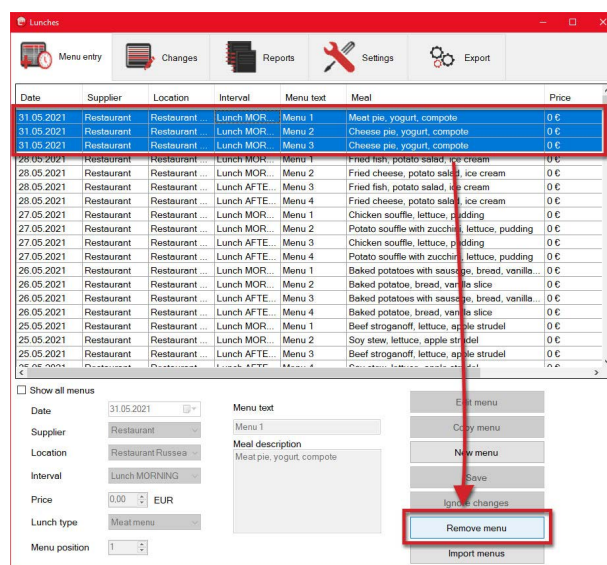 Lunches
Menu entry Changes Reports Settings Export
Date Supplier Location Interval Menu text Meal Price
31.05.2021 Restaurant Restaurant ... Lunch MOR... Menu 1 Meat pie, yogurt, compote 0 €
31.05.2021 Restaurant Restaurant ... Lunch MOR... Menu 2 Cheese pie, yogurt, compote 0 €
31.05.2021 Restaurant Restaurant ... Lunch MOR... Menu 3 Cheese pie, yogurt, compote 0 €
28.05.2021 Restaurant Restaurant ... Lunch MOR... Menu 1 Fried fish, potato salad, ice cream 0 €
28.05.2021 Restaurant Restaurant ... Lunch MOR... Menu 2 Fried cheese, potato salad, ice cream 0 €
28.05.2021 Restaurant Restaurant ... Lunch AFTE... Menu 3 Fried fish, potato salad, ice cream 0 €
28.05.2021 Restaurant Restaurant ... Lunch AFTE... Menu 4 Fried cheese, potato salad, ice cream 0 €
27.05.2021 Restaurant Restaurant ... Lunch MOR... Menu 1 Chicken souffle, lettuce, pudding 0 €
27.05.2021 Restaurant Restaurant ... Lunch MOR... Menu 2 Potato souffle with zucchini, lettuce, pudding 0 €
27.05.2021 Restaurant Restaurant ... Lunch AFTE... Menu 3 Chicken souffle, lettuce, pudding 0 €
27.05.2021 Restaurant Restaurant ... Lunch AFTE... Menu 4 Potato souffle with zucchini, lettuce, pudding 0 €
26.05.2021 Restaurant Restaurant ... Lunch MOR... Menu 1 Baked potatoes with sausage, bread, vanilla... 0 €
26.05.2021 Restaurant Restaurant ... Lunch MOR... Menu 2 Baked potatoe, bread, vanilla slice 0 €
26.05.2021 Restaurant Restaurant ... Lunch AFTE... Menu 3 Baked potatoes with sausage, bread, vanilla... 0 €
26.05.2021 Restaurant Restaurant ... Lunch AFTE... Menu 4 Baked potatoe, bread, vanilla slice 0 €
25.05.2021 Restaurant Restaurant ... Lunch MOR... Menu 1 Beef stroganoff, lettuce, apple strudel 0 €
25.05.2021 Restaurant Restaurant ... Lunch MOR... Menu 2 Soy stew, lettuce, apple strudel 0 €
25.05.2021 Restaurant Restaurant ... Lunch AFTE... Menu 3 Beef stroganoff, lettuce, apple strudel 0 €
25.05.2021 Restaurant Restaurant ... Lunch AFTE... Menu 4 Soy stew, lettuce, apple strudel 0 €
Show all menus
Date 31.05.2021
Supplier Restaurant
Location Restaurant Russea
Interval Lunch MORNING
Price 0,00 EUR
Lunch type Meat menu
Menu position 1
Menu text
Menu 1
Meal description
Meat pie, yogurt, compote
Edit menu
Copy menu
New menu
Save
Ignore changes
Remove menu
Import menus